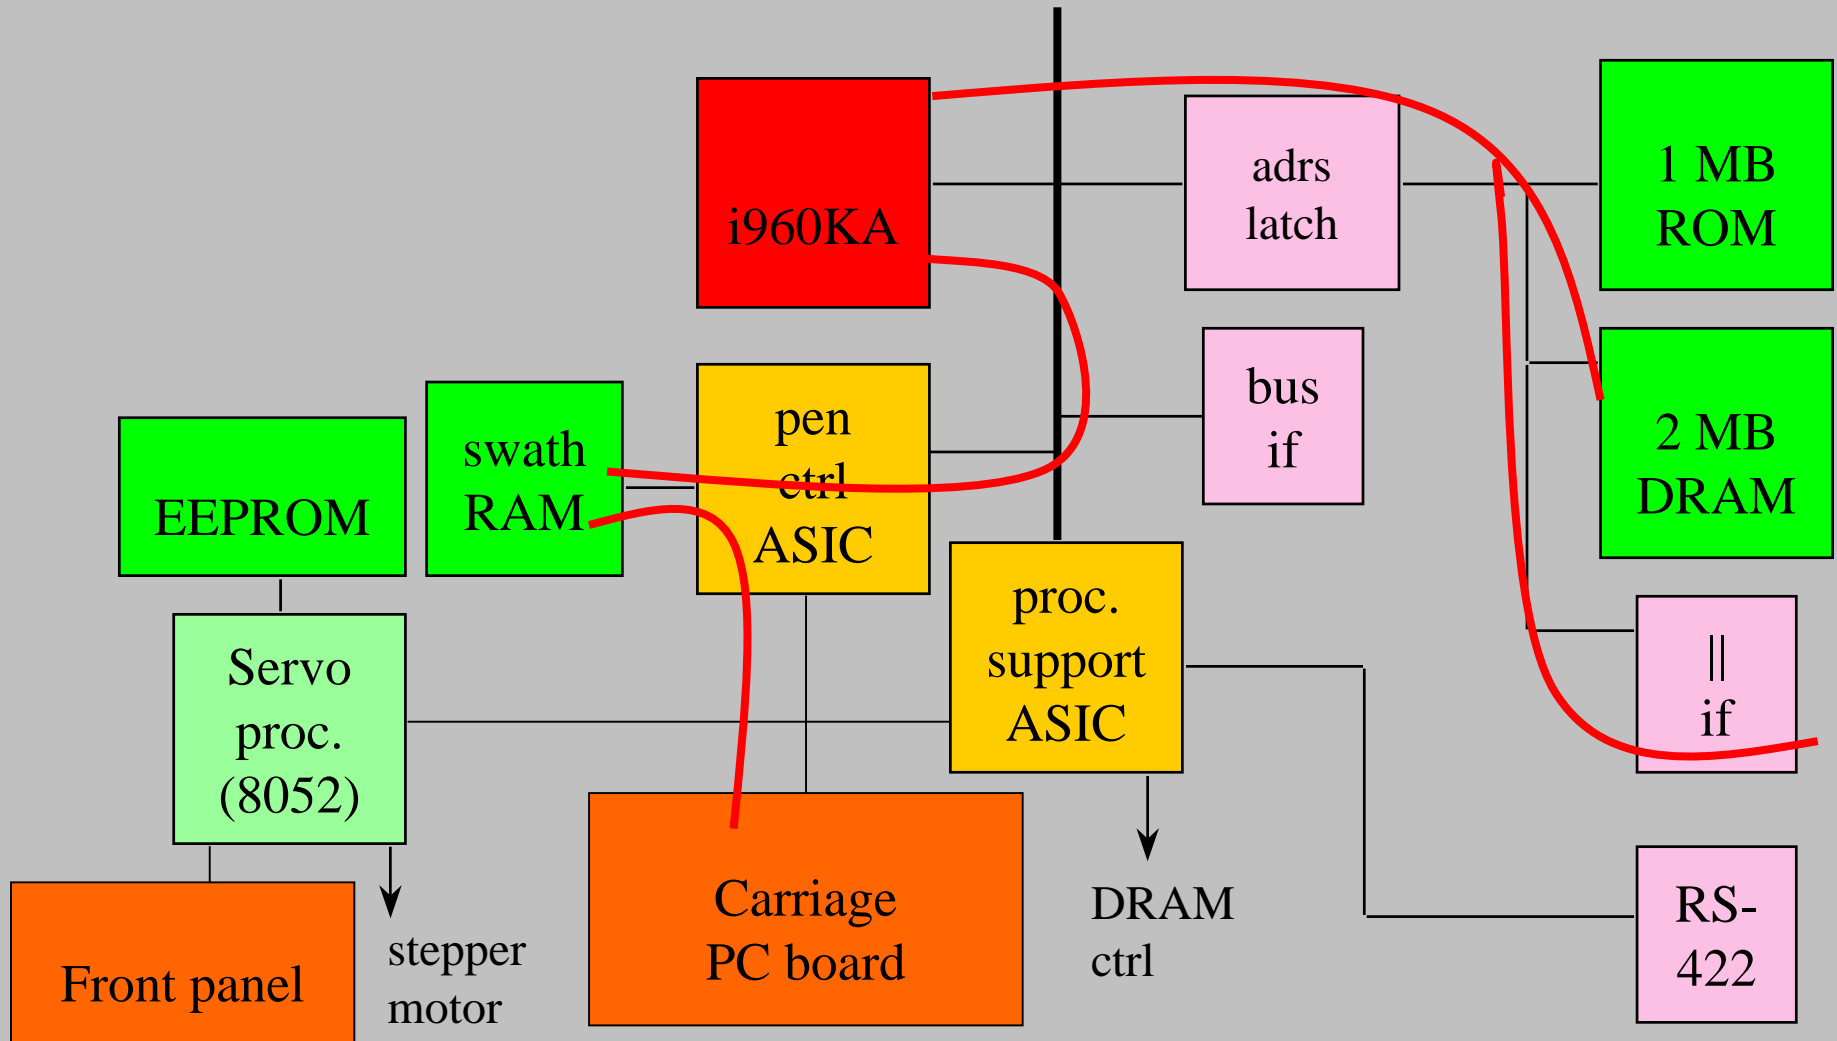 i960KA
adrs
latch
1 MB
ROM
bus
if
2 MB
DRAM
pen
ctrl
ASIC
swath
RAM
EEPROM
proc.
support
ASIC
||
if
Servo
proc.
(8052)
Carriage
PC board
DRAM
ctrl
RS-
422
stepper
motor
Front panel